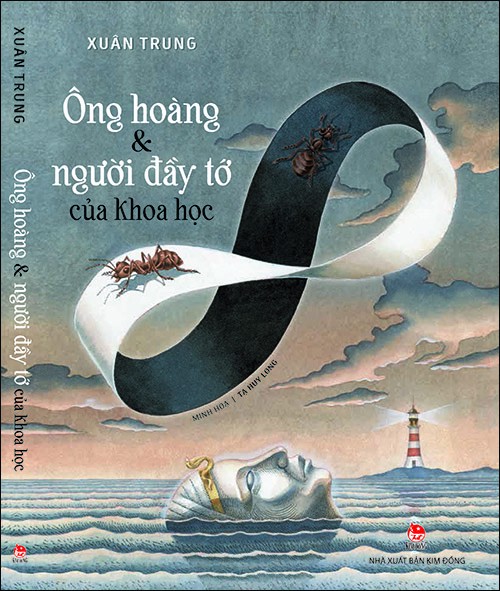 XUÂN TRUNG
Ông hoàng & người đầy tớ của khoa học
XUÂN TRUNG
Ông hoàng
&
người đầy tớ
của khoa học
MINH HỌA | TẠ HUY LONG
NHÀ XUẤT BẢN KIM ĐỒNG